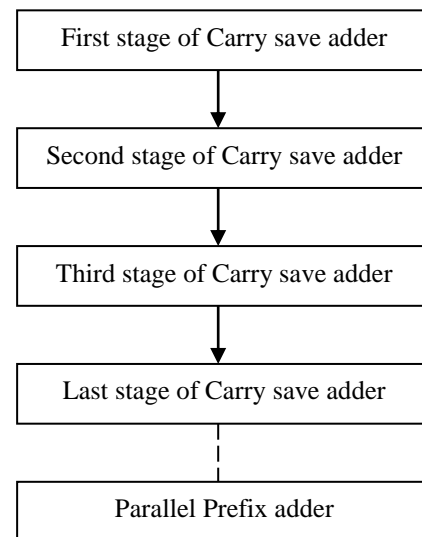 First stage of Carry save adder
Second stage of Carry save adder
Third stage of Carry save adder
Last stage of Carry save adder
Parallel Prefix adder